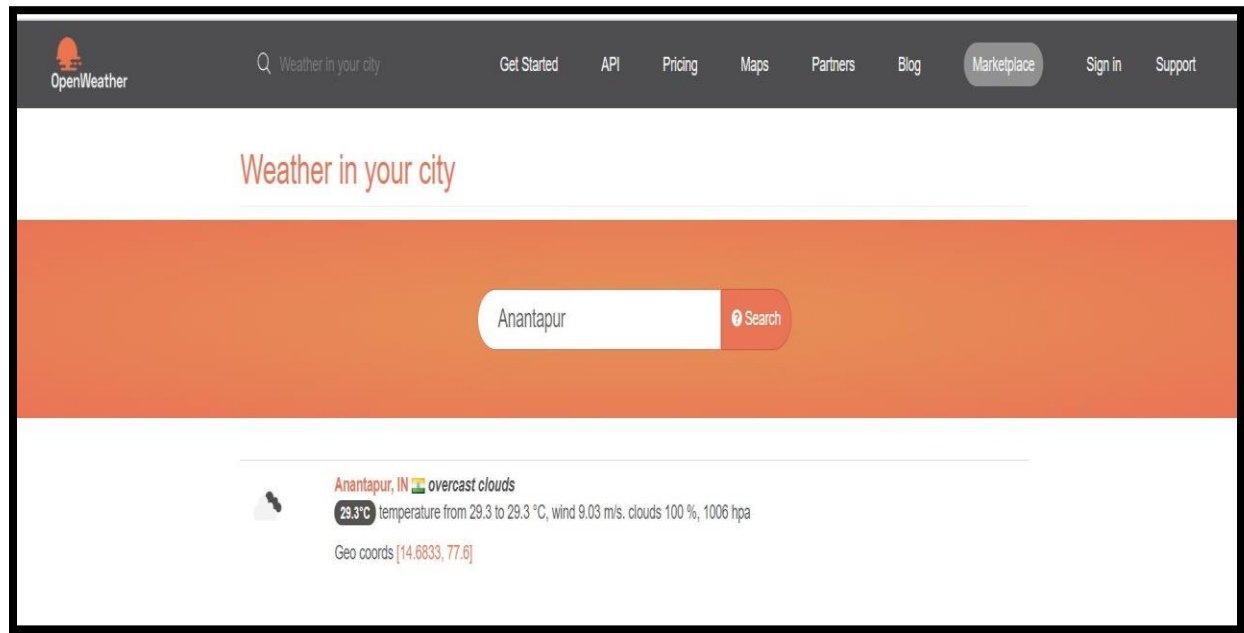 OpenWeather
Weather in your city Get Started API Pricing Maps Partners Blog Marketplace Sign in Support
Weather in your city
Anantapur Search
Anantapur, IN overcast clouds
29.3°C temperature from 29.3 to 29.3 °C, wind 9.03 m/s. clouds 100 %, 1006 hpa
Geo coords [14.6833, 77.6]